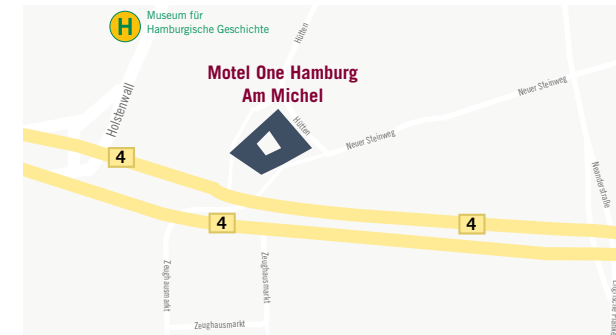 H
Museum für
Hamburgische Geschichte
Hütten
Motel One Hamburg
Am Michel
Holstenwall
Hütten
Neuer Steinweg
Neuer Steinweg
4
4
4
Neanderstraße
Zeughausmarkt
Zeughausmarkt
Zeughausmarkt